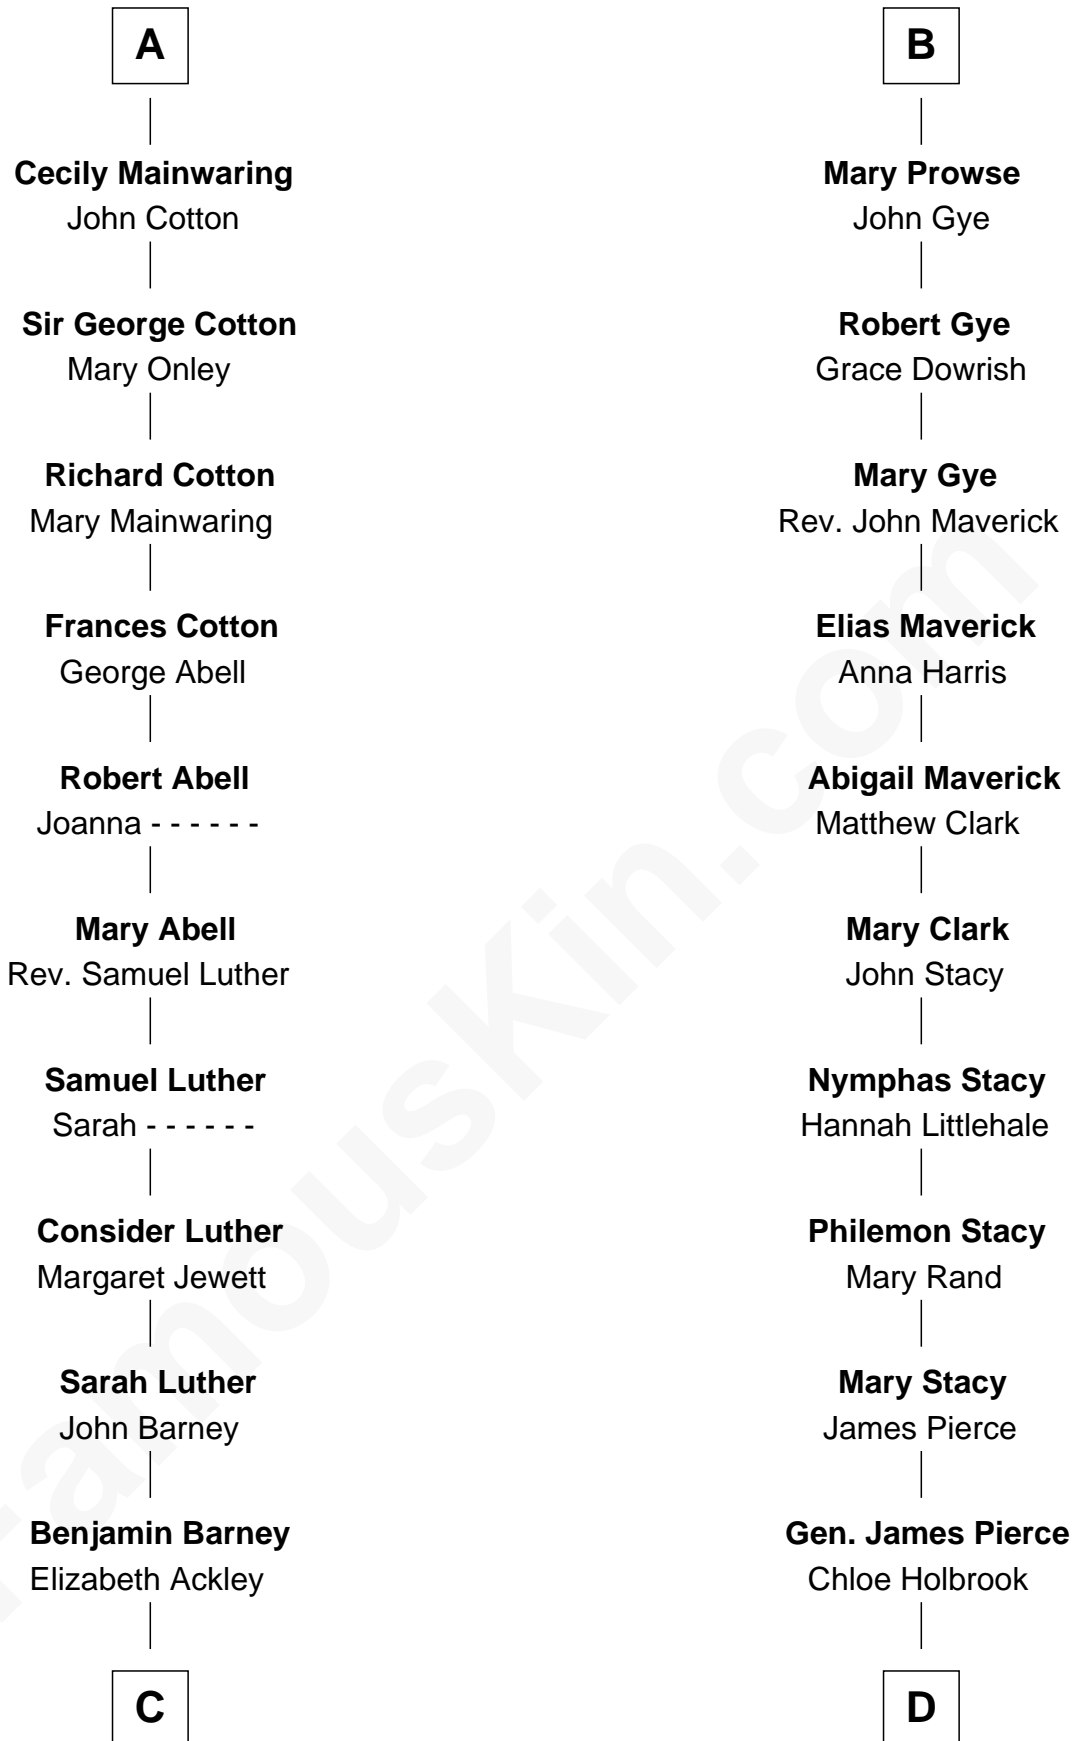 A
Cecily Mainwaring
John Cotton
Sir George Cotton
Mary Onley
Richard Cotton
Mary Mainwaring
Frances Cotton
George Abell
Robert Abell
Joanna - - - - - -
Mary Abell
Rev. Samuel Luther
Samuel Luther
Sarah - - - - - -
Consider Luther
Margaret Jewett
Sarah Luther
John Barney
Benjamin Barney
Elizabeth Ackley
C
B
Mary Prowse
John Gye
Robert Gye
Grace Dowrish
Mary Gye
Rev. John Maverick
Elias Maverick
Anna Harris
Abigail Maverick
Matthew Clark
Mary Clark
John Stacy
Nymphas Stacy
Hannah Littlehale
Philemon Stacy
Mary Rand
Mary Stacy
James Pierce
Gen. James Pierce
Chloe Holbrook
D
FamousKin.com